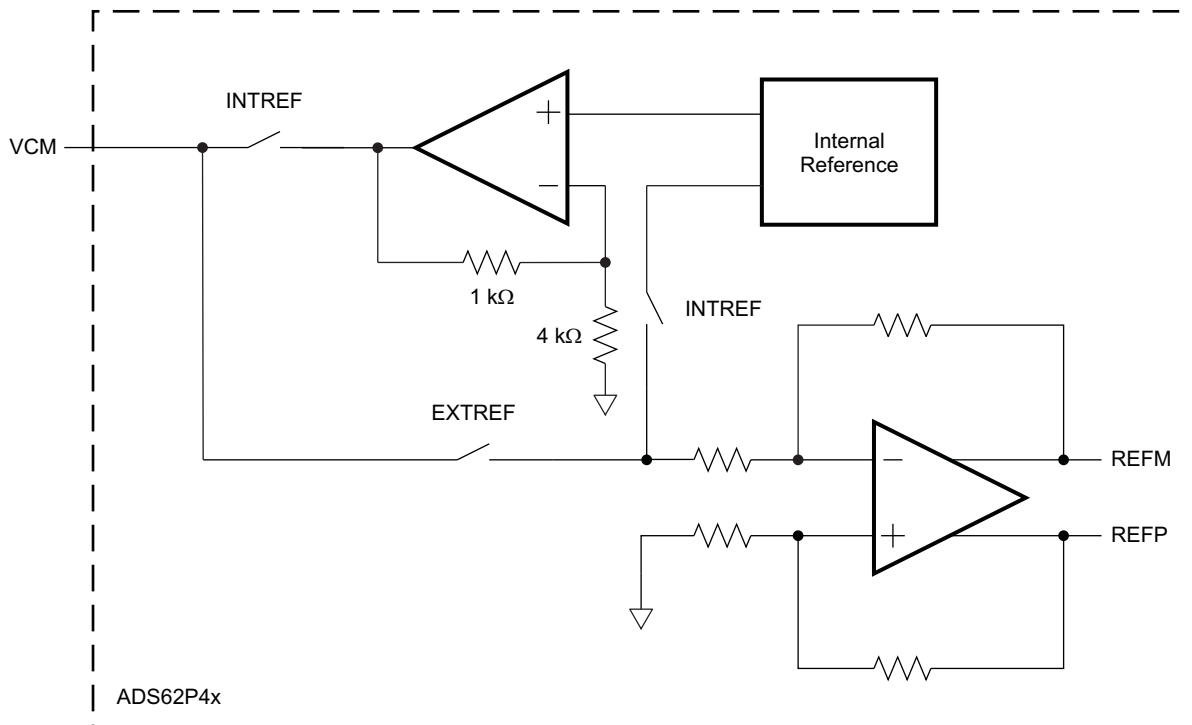 INTREF
VCM
Internal
Reference
1 kΩ
4 kΩ
INTREF
EXTREF
REFM
REFP
ADS62P4x